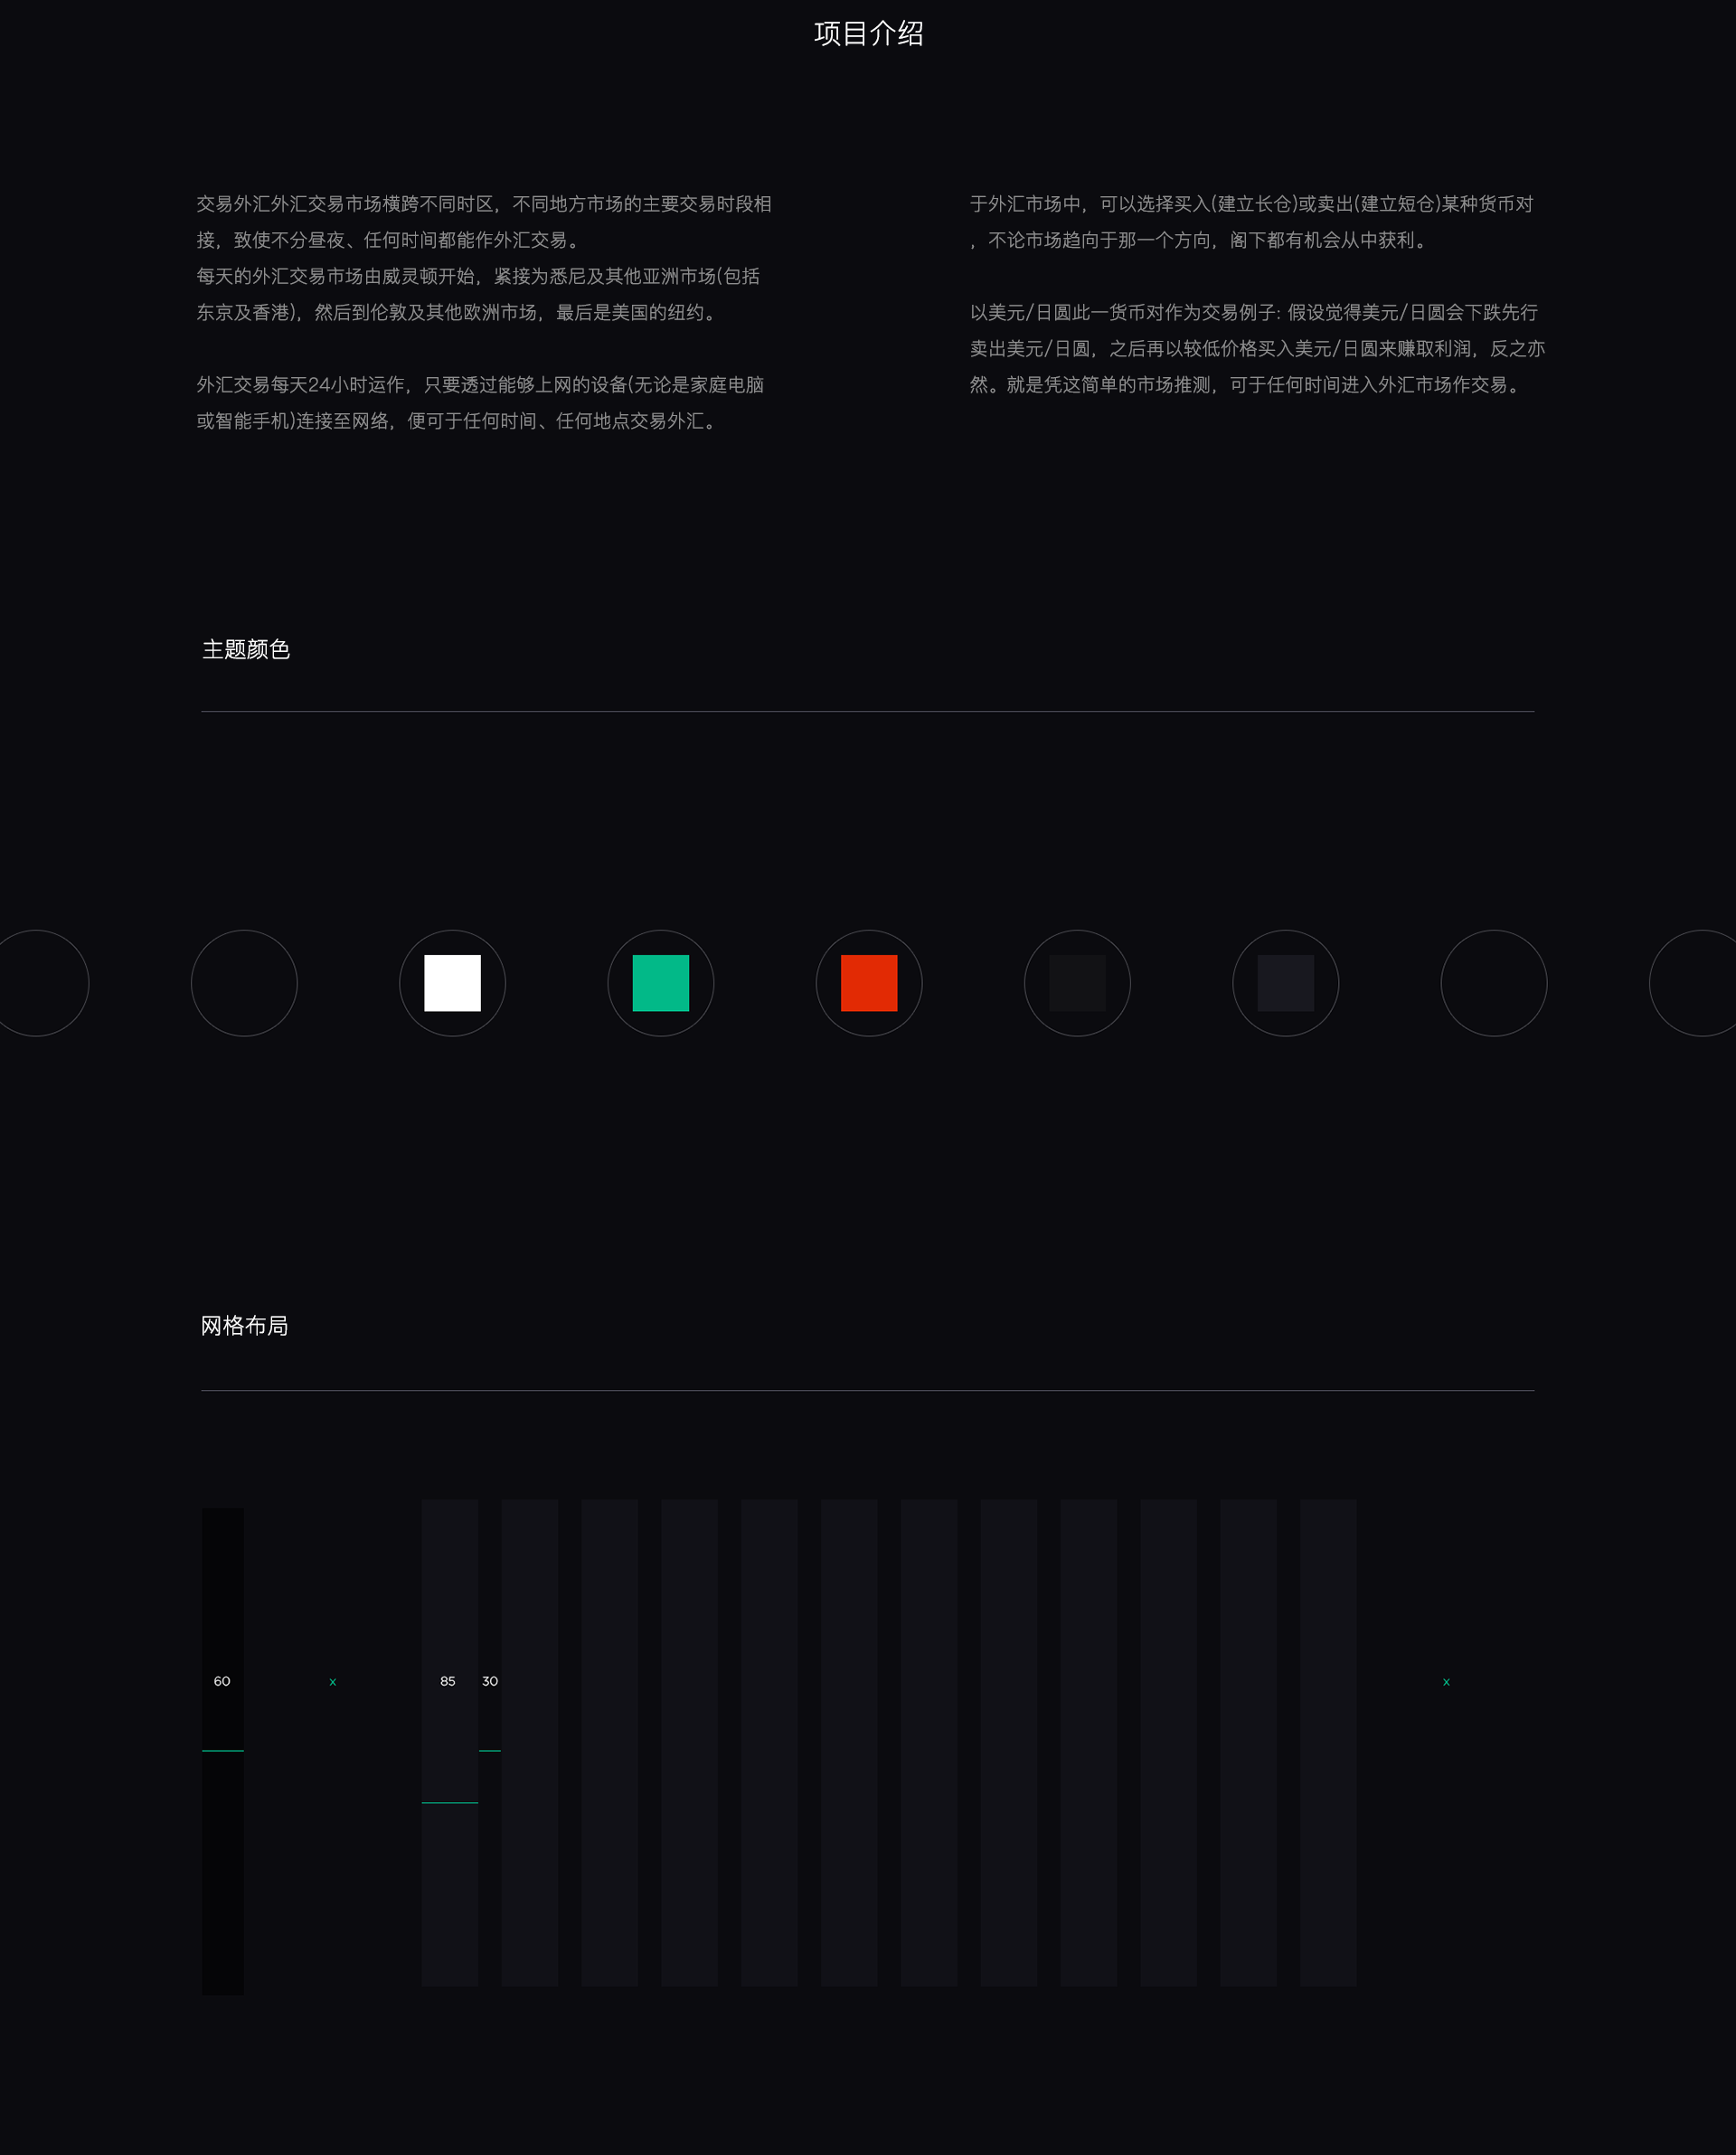 项目介绍
交易外汇外汇交易市场横跨不同时区，不同地方市场的主要交易时段相
接，致使不分昼夜、任何时间都能作外汇交易。
每天的外汇交易市场由威灵顿开始，紧接为悉尼及其他亚洲市场(包括
东京及香港)，然后到伦敦及其他欧洲市场，最后是美国的纽约。
外汇交易每天24小时运作，只要透过能够上网的设备(无论是家庭电脑
或智能手机)连接至网络，便可于任何时间、任何地点交易外汇。
于外汇市场中，可以选择买入(建立长仓)或卖出(建立短仓)某种货币对
，不论市场趋向于那一个方向，阁下都有机会从中获利。
以美元/日圆此一货币对作为交易例子: 假设觉得美元/日圆会下跌先行
卖出美元/日圆，之后再以较低价格买入美元/日圆来赚取利润，反之亦
然。就是凭这简单的市场推测，可于任何时间进入外汇市场作交易。
主题颜色
网格布局
60
x
85
30
x